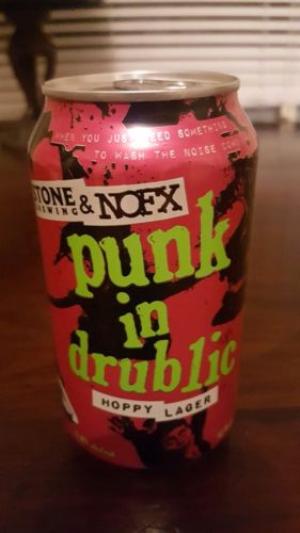 WHEN YOU JUST NEED SOMETHING
TO WASH THE NOISE DOWN
STONE
BREWING & NOFX
punk
in
drublic
HOPPY LAGER